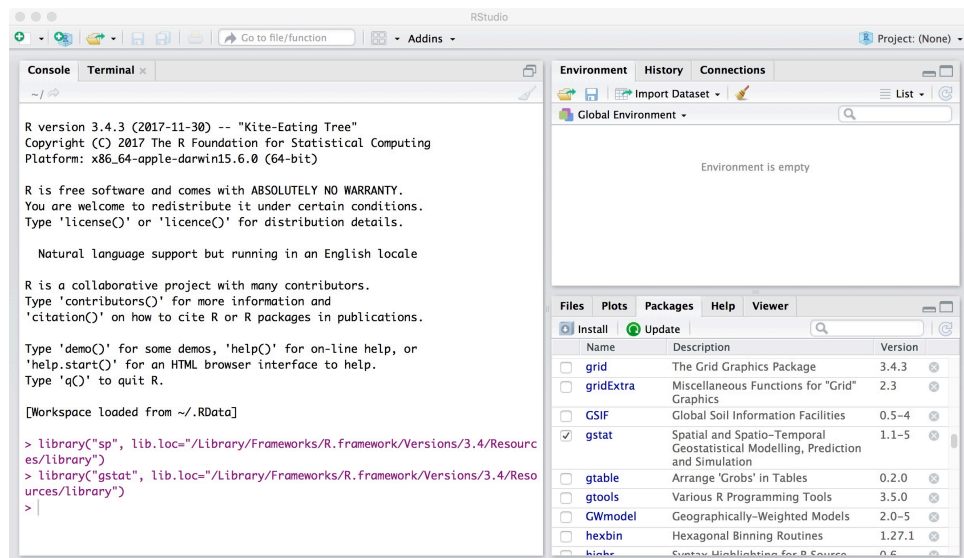 RStudio
Go to file/function
Addins
Project: (None)
Console Terminal
~/
R version 3.4.3 (2017-11-30) -- "Kite-Eating Tree"
Copyright (C) 2017 The R Foundation for Statistical Computing
Platform: x86_64-apple-darwin15.6.0 (64-bit)
R is free software and comes with ABSOLUTELY NO WARRANTY.
You are welcome to redistribute it under certain conditions.
Type 'license()' or 'licence()' for distribution details.
Natural language support but running in an English locale
R is a collaborative project with many contributors.
Type 'contributors()' for more information and
'citation()' on how to cite R or R packages in publications.
Type 'demo()' for some demos, 'help()' for on-line help, or
'help.start()' for an HTML browser interface to help.
Type 'q()' to quit R.
[Workspace loaded from ~/.RData]
> library("sp", lib.loc="/Library/Frameworks/R.framework/Versions/3.4/Resourc
es/library")
> library("gstat", lib.loc="/Library/Frameworks/R.framework/Versions/3.4/Reso
urces/library")
>
Environment History Connections
Import Dataset List
Global Environment
Environment is empty
Files Plots Packages Help Viewer
Install Update
Name Description Version
grid The Grid Graphics Package 3.4.3
gridExtra Miscellaneous Functions for "Grid" 2.3
Graphics
GSIF Global Soil Information Facilities 0.5-4
gstat Spatial and Spatio-Temporal 1.1-5
Geostatistical Modelling, Prediction
and Simulation
gtable Arrange 'Grobs' in Tables 0.2.0
gtools Various R Programming Tools 3.5.0
GWmodel Geographically-Weighted Models 2.0-5
hexbin Hexagonal Binning Routines 1.27.1
highr Syntax Highlighting for R Source 0.6